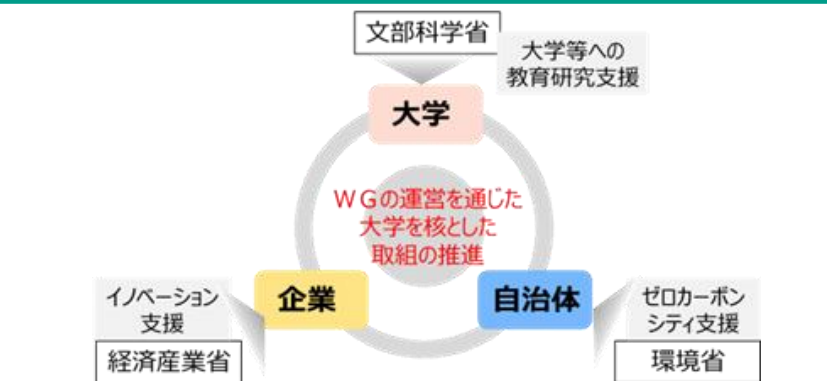 文部科学省
大学等への
教育研究支援
大学
WGの運営を通じた
大学を核とした
取組の推進
イノベーション
支援
経済産業省
企業
自治体
ゼロカーボン
シティ支援
環境省